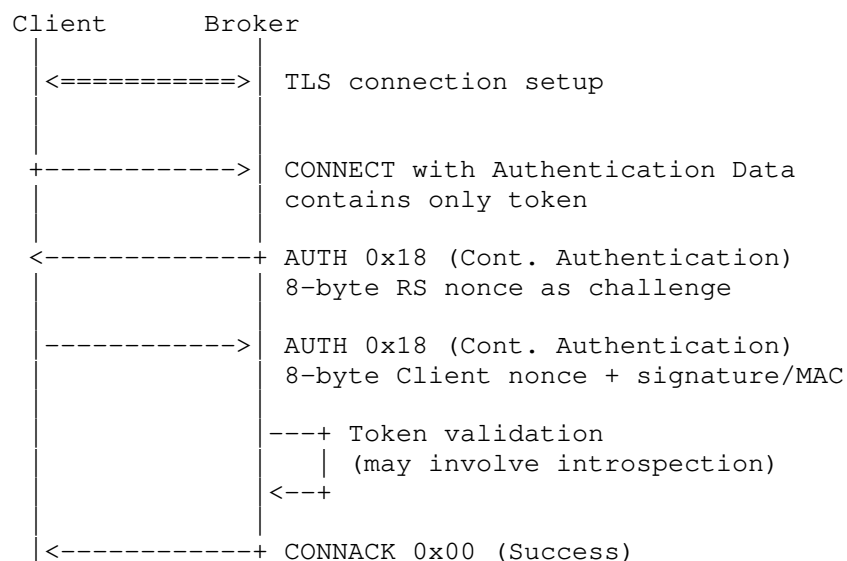 Client Broker
TLS connection setup
CONNECT with Authentication Data
contains only token
AUTH 0x18 (Cont. Authentication)
8-byte RS nonce as challenge
AUTH 0x18 (Cont. Authentication)
8-byte Client nonce + signature/MAC
Token validation
(may involve introspection)
CONNACK 0x00 (Success)